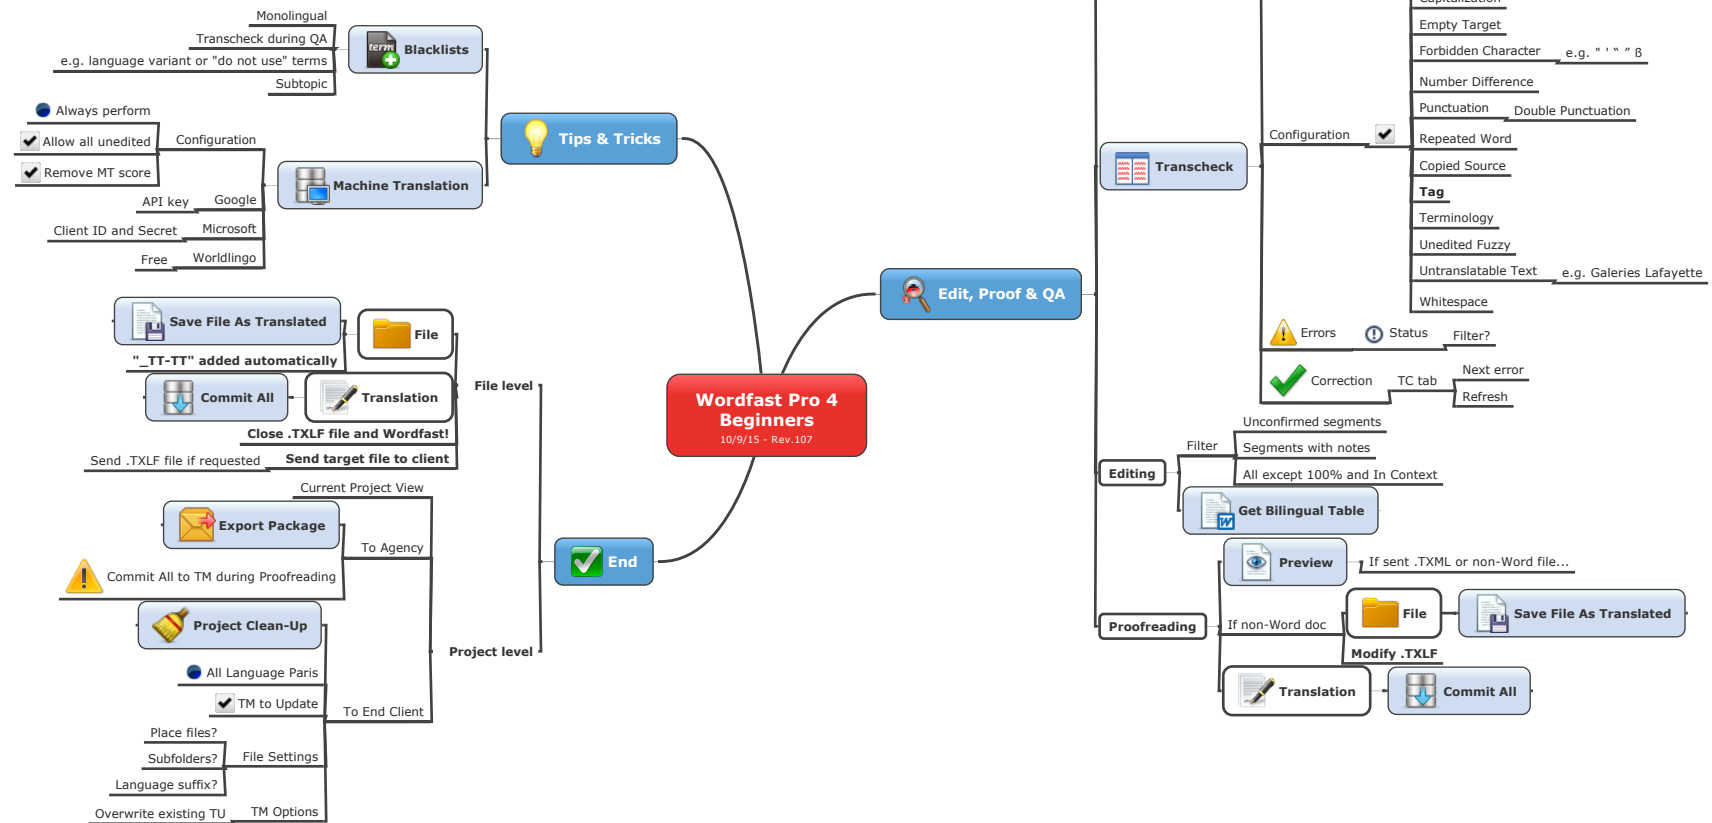 Monolingual
Transcheck during QA
e.g. language variant or "do not use" terms
Subtopic
Blacklists
Always perform
Allow all unedited
Remove MT score
Configuration
API key
Google
Client ID and Secret
Microsoft
Free
Worldlingo
Machine Translation
Tips & Tricks
Save File As Translated
"_TT-TT" added automatically
File
Commit All
Translation
Close .TXLF file and Wordfast!
Send .TXLF file if requested
Send target file to client
File level
Current Project View
Export Package
Commit All to TM during Proofreading
To Agency
Project Clean-Up
All Language Paris
TM to Update
Place files?
Subfolders?
Language suffix?
File Settings
Overwrite existing TU
TM Options
To End Client
Project level
End
Wordfast Pro 4
Beginners
10/9/15 - Rev.107
Edit, Proof & QA
Transcheck
Configuration
Capitalization
Empty Target
Forbidden Character
e.g. " ' “ ” ß
Number Difference
Punctuation
Double Punctuation
Repeated Word
Copied Source
Tag
Terminology
Unedited Fuzzy
Untranslatable Text
e.g. Galeries Lafayette
Whitespace
Errors
Status
Filter?
Correction
TC tab
Next error
Refresh
Editing
Filter
Unconfirmed segments
Segments with notes
All except 100% and In Context
Get Bilingual Table
Proofreading
Preview
If sent .TXML or non-Word file...
If non-Word doc
File
Save File As Translated
Modify .TXLF
Translation
Commit All